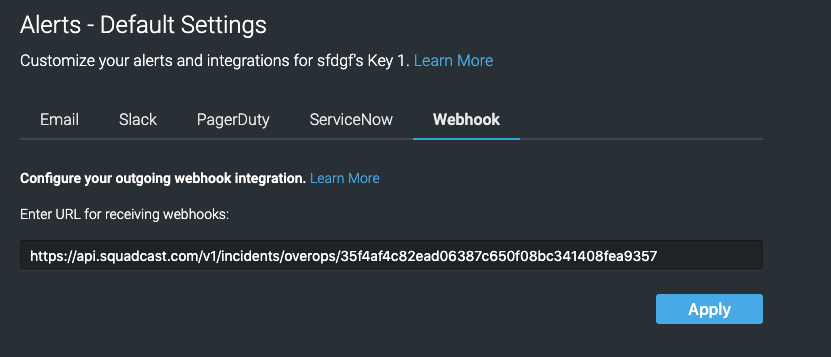 Alerts - Default Settings
Customize your alerts and integrations for sfdgf's Key 1. Learn More
Email Slack PagerDuty ServiceNow Webhook
Configure your outgoing webhook integration. Learn More
Enter URL for receiving webhooks:
https://api.squadcast.com/v1/incidents/overops/35f4af4c82ead06387c650f08bc341408fea9357
Apply